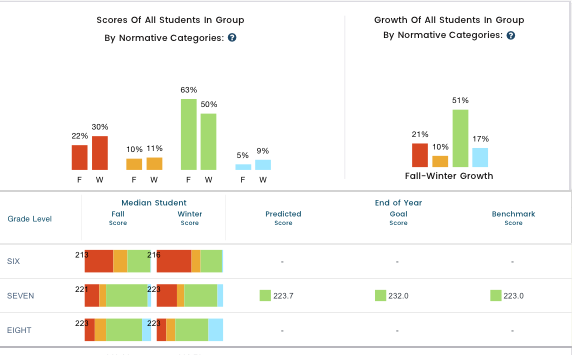 Scores Of All Students In Group
By Normative Categories: ?
Growth Of All Students In Group
By Normative Categories: ?
22% 30% 10% 11% 63% 50% 5% 9%
F W F W F W F W
21% 10% 51% 17%
Fall-Winter Growth
Median Student
End of Year
Grade Level
Fall Score
Winter Score
Predicted Score
Goal Score
Benchmark Score
SIX 213 216 - - -
SEVEN 221 223 223.7 232.0 223.0
EIGHT 223 223 - - -